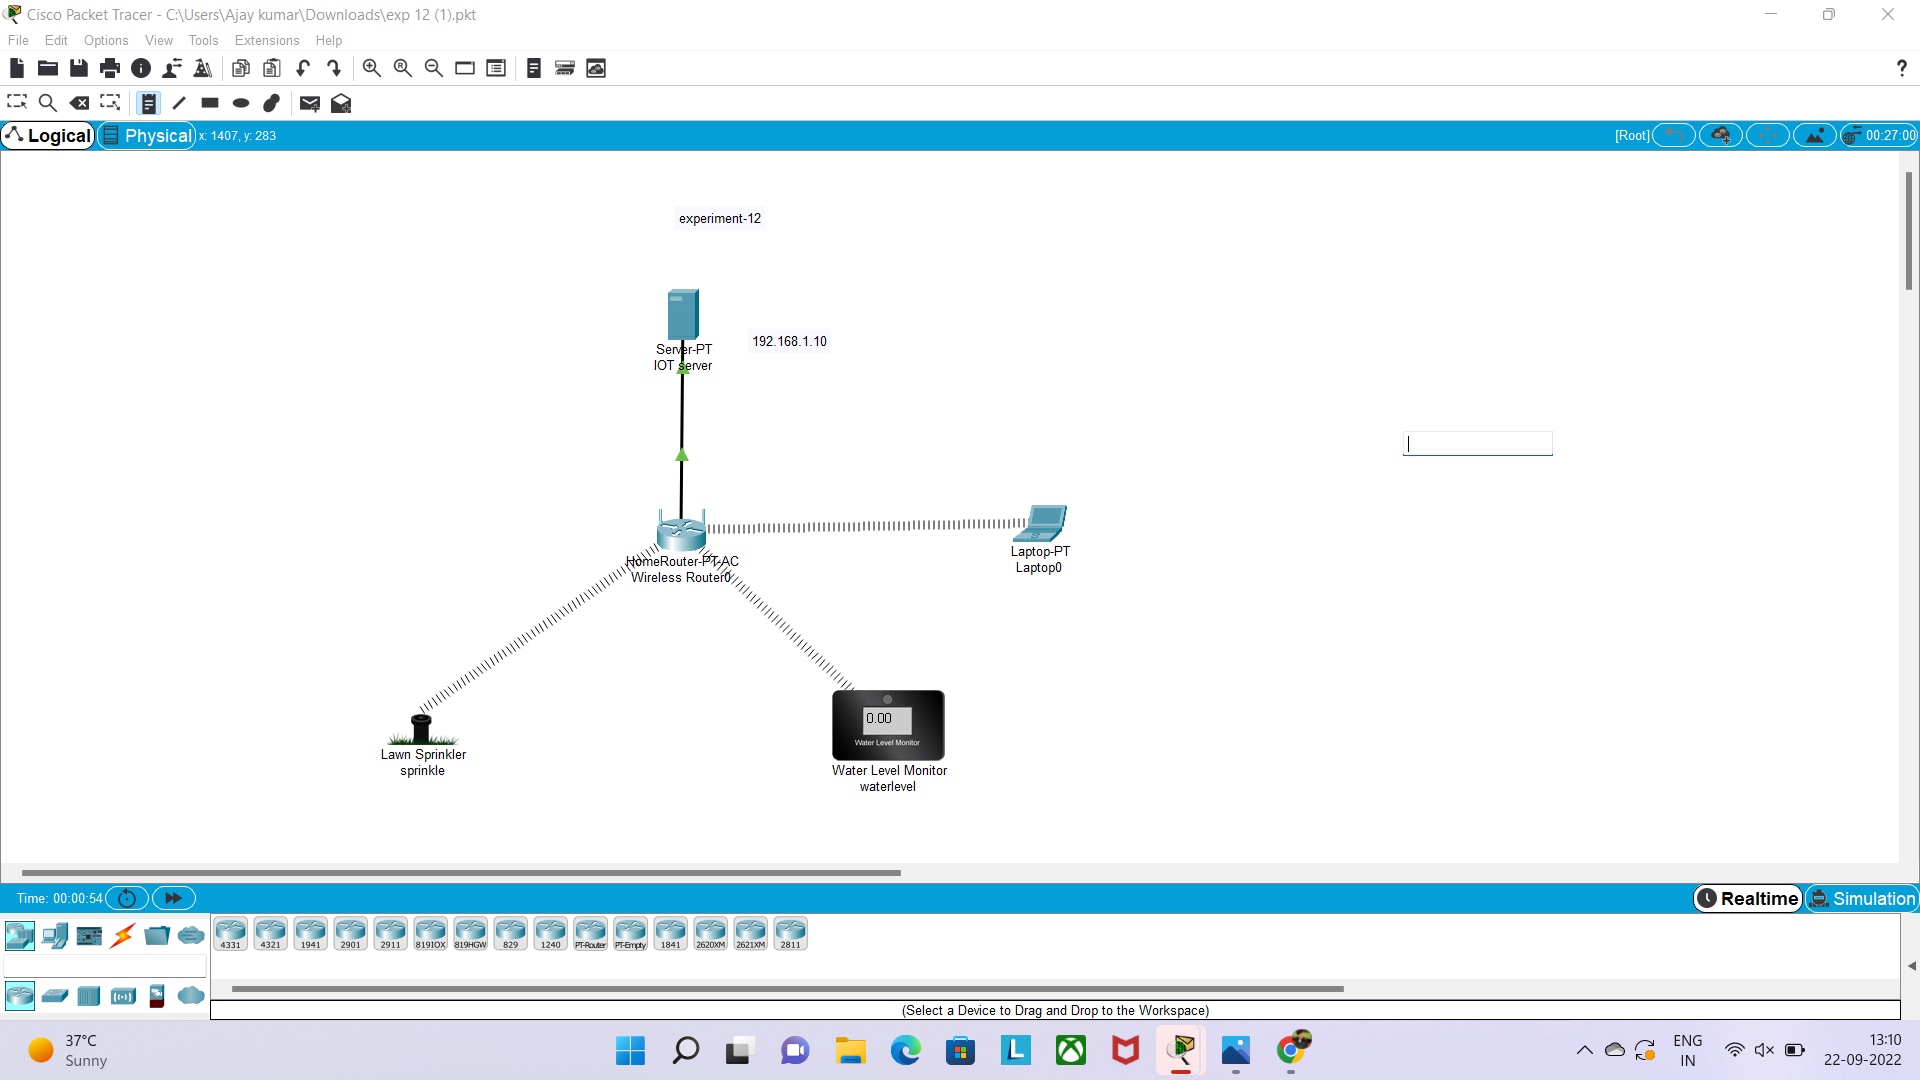 Cisco Packet Tracer - C:\Users\Ajay kumar\Downloads\exp 12 (1).pkt
File Edit Options View Tools Extensions Help
?
Logical Physical x: 1407, y: 283 [Root] 00:27:00
experiment-12
192.168.1.10
Server-PT
IOT server
HomeRouter-PT-AC
Wireless Router0
Laptop-PT
Laptop0
0.00
Water Level Monitor
Lawn Sprinkler
sprinkle
Water Level Monitor
waterlevel
Time: 00:00:54 Realtime Simulation
4331 4321 1941 2901 2911 819IOX 819HGW 829 1240 PT-Router PT-Empty 1841 2620XM 2621XM 2811
(Select a Device to Drag and Drop to the Workspace)
37°C
Sunny
L
ENG
IN
13:10
22-09-2022